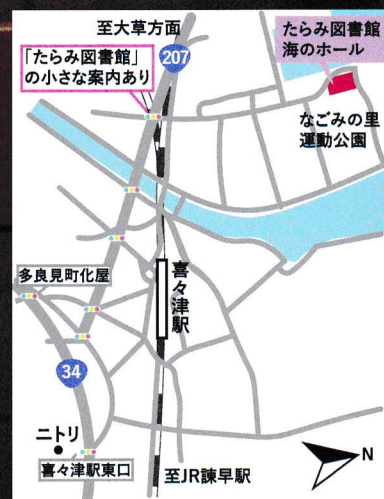 至大草方面
「たらみ図書館」
の小さな案内あり
207
たらみ図書館
海のホール
なごみの里
運動公園
多良見町化屋
喜々津駅
34
ニトリ
喜々津駅東口
至JR諫早駅
N